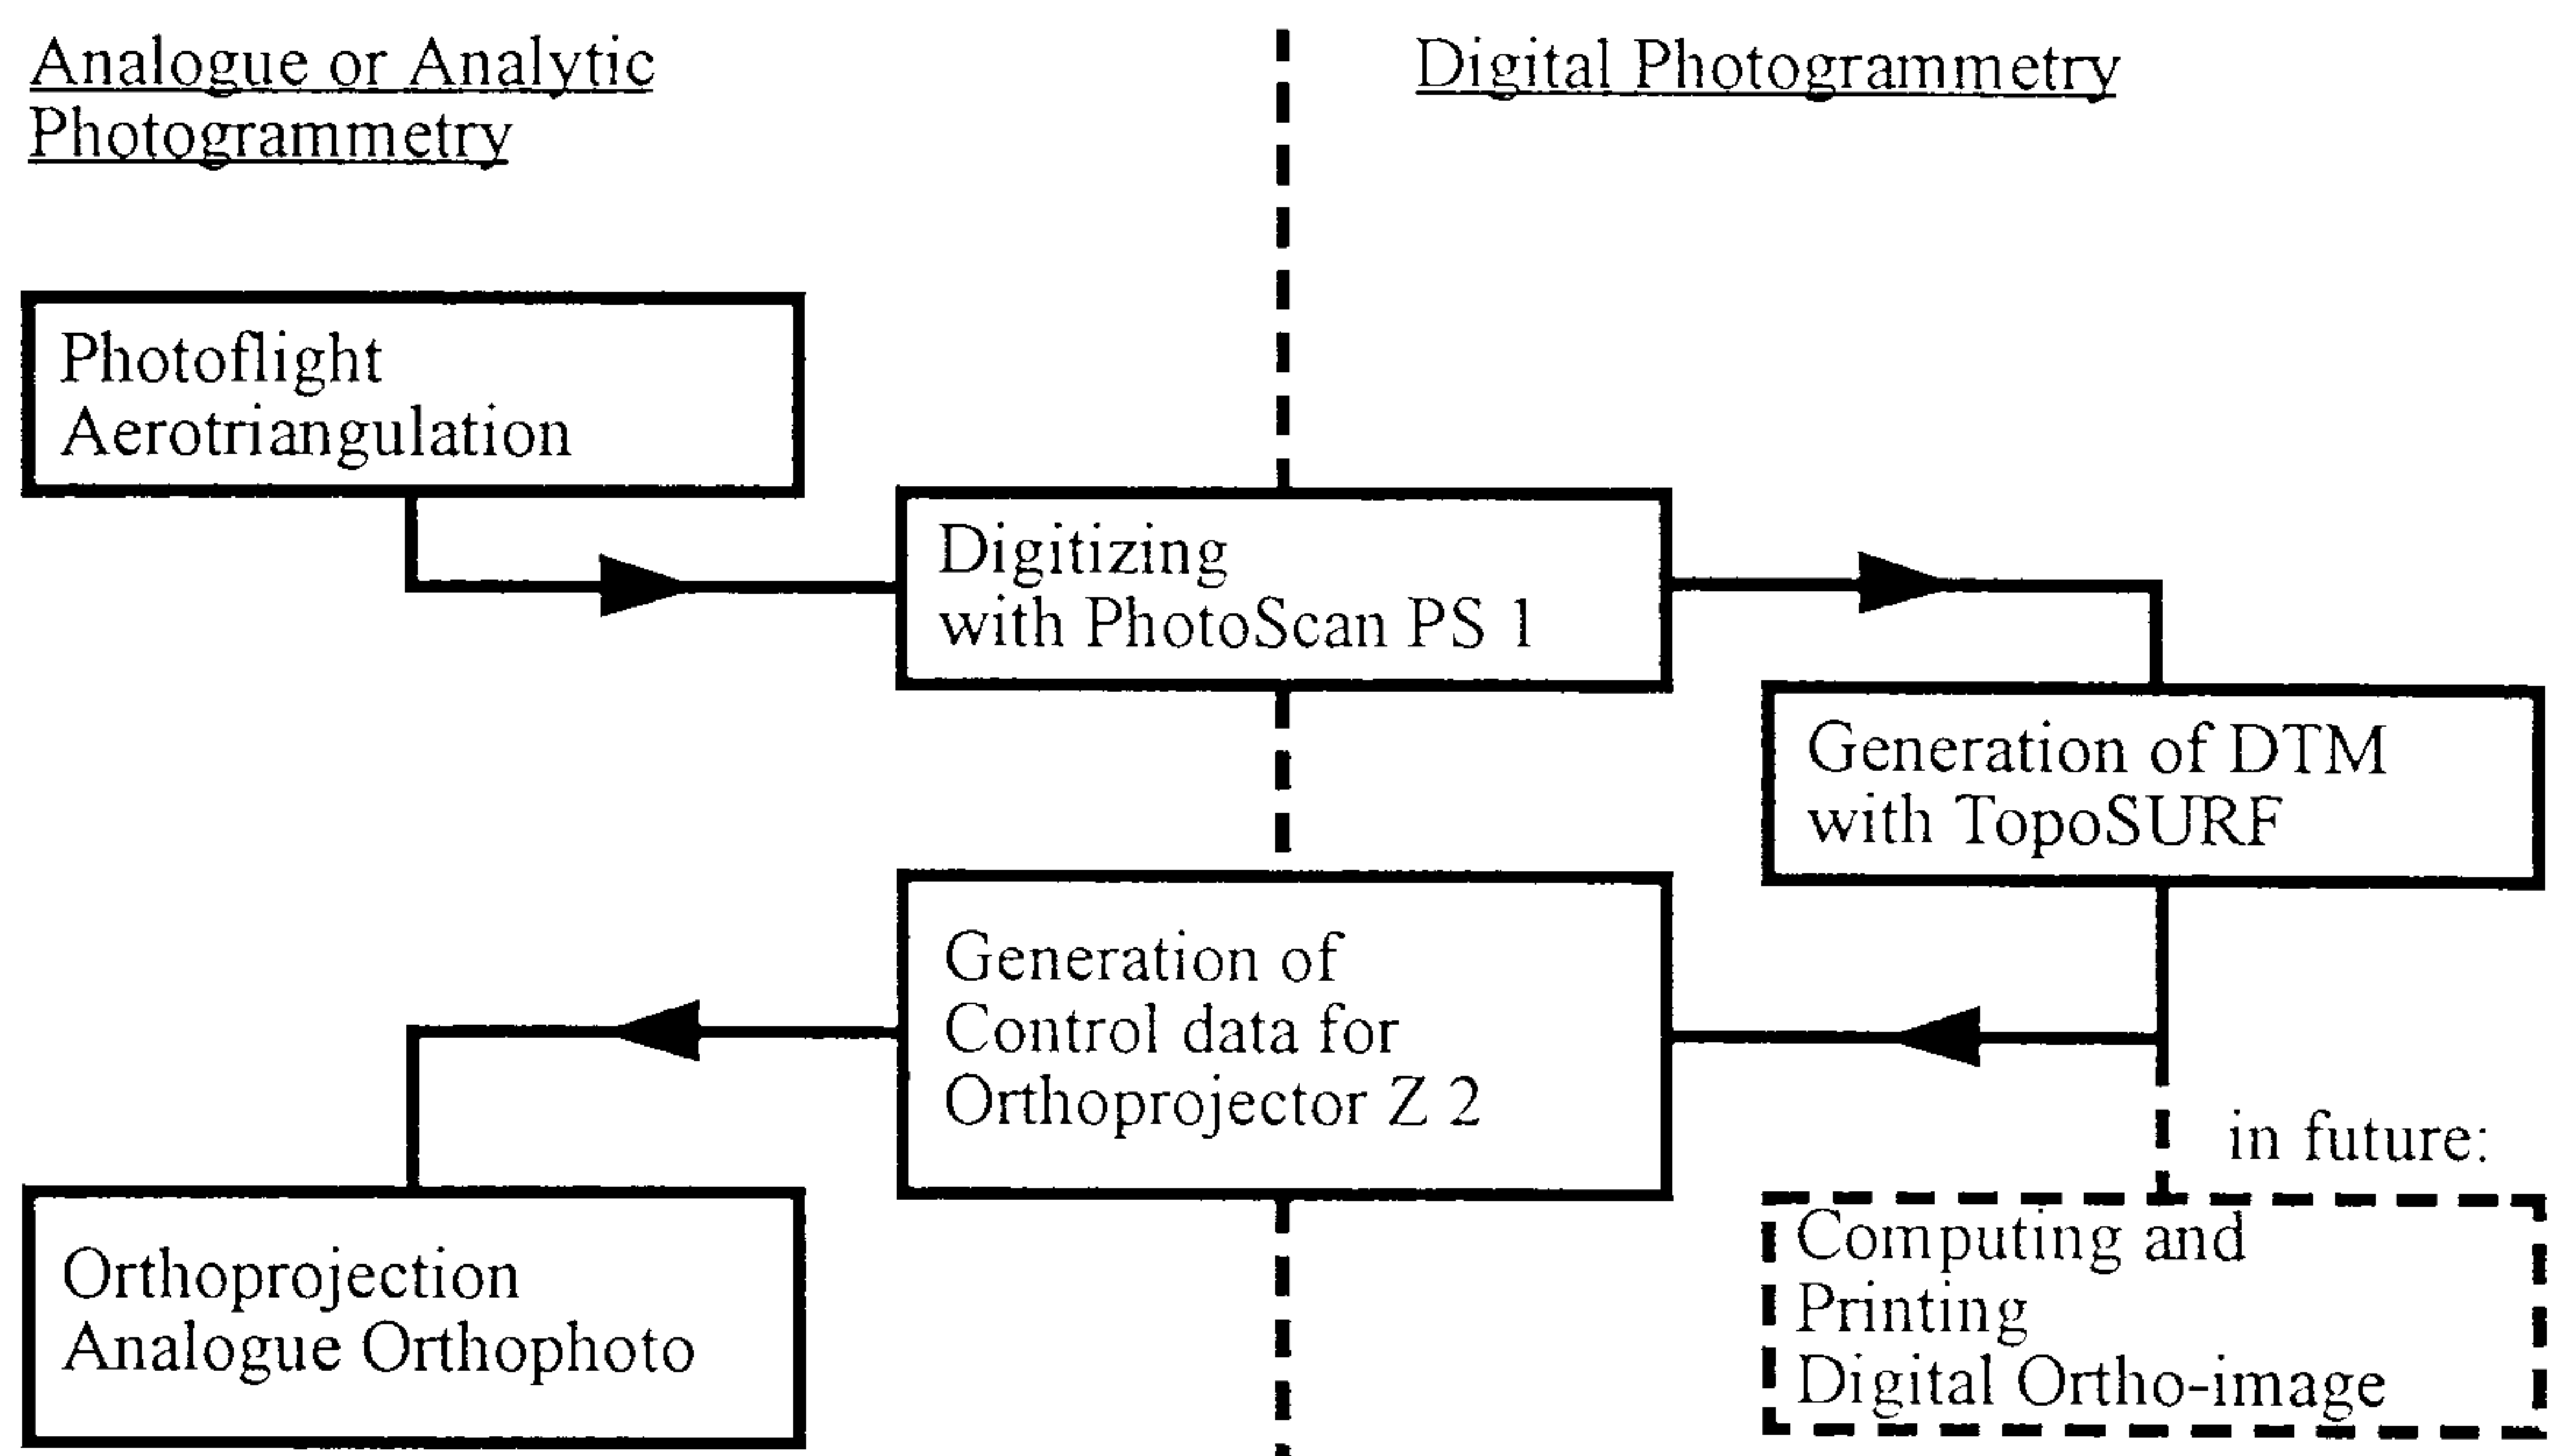 Analogue or Analytic
Photogrammetry
Digital Photogrammetry
Photoflight
Aerotriangulation
Digitizing
with PhotoScan PS 1
Generation of DTM
with TopoSURF
Generation of
Control data for
Orthoprojector Z 2
in future:
Orthoprojection
Analogue Orthophoto
Computing and
Printing
Digital Ortho-image